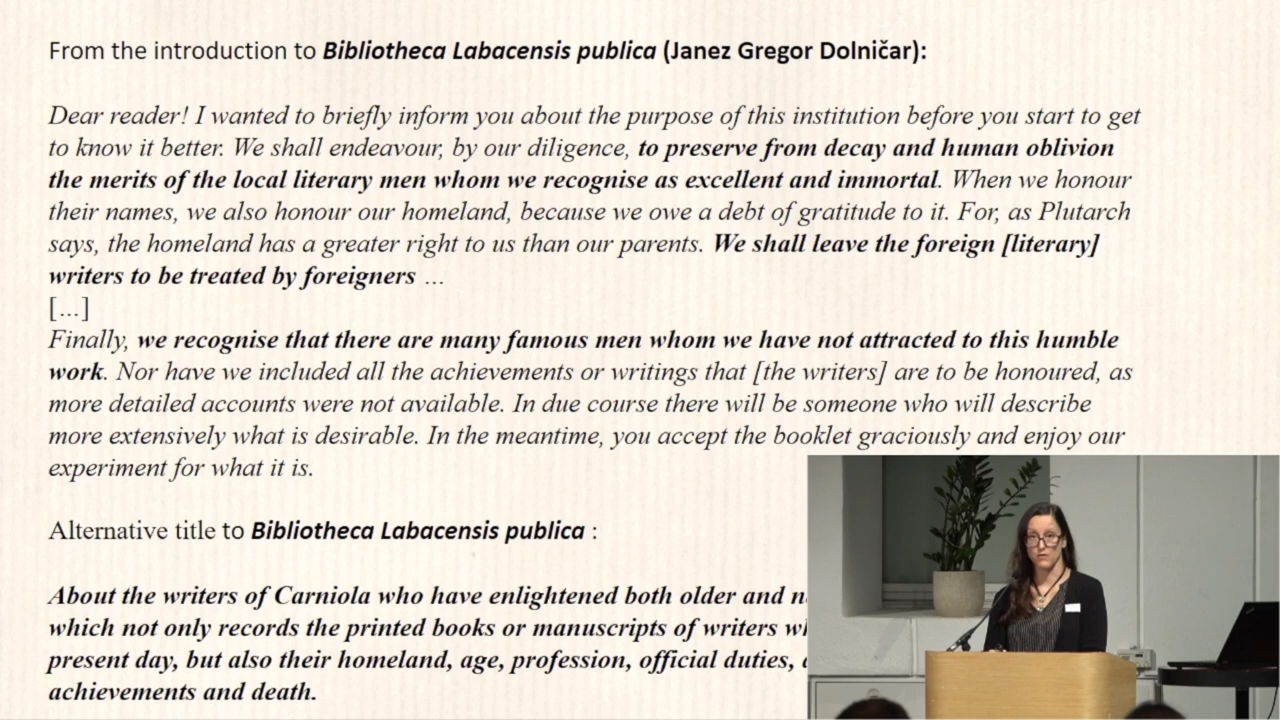 From the introduction to Bibliotheca Labacensis publica (Janez Gregor Dolničar):
Dear reader! I wanted to briefly inform you about the purpose of this institution before you start to get
to know it better. We shall endeavour, by our diligence, to preserve from decay and human oblivion
the merits of the local literary men whom we recognise as excellent and immortal. When we honour
their names, we also honour our homeland, because we owe a debt of gratitude to it. For, as Plutarch
says, the homeland has a greater right to us than our parents. We shall leave the foreign [literary]
writers to be treated by foreigners ...
[...]
Finally, we recognise that there are many famous men whom we have not attracted to this humble
work. Nor have we included all the achievements or writings that [the writers] are to be honoured, as
more detailed accounts were not available. In due course there will be someone who will describe
more extensively what is desirable. In the meantime, you accept the booklet graciously and enjoy our
experiment for what it is.
Alternative title to Bibliotheca Labacensis publica :
About the writers of Carniola who have enlightened both older and
which not only records the printed books or manuscripts of writers
present day, but also their homeland, age, profession, official duties,
achievements and death.